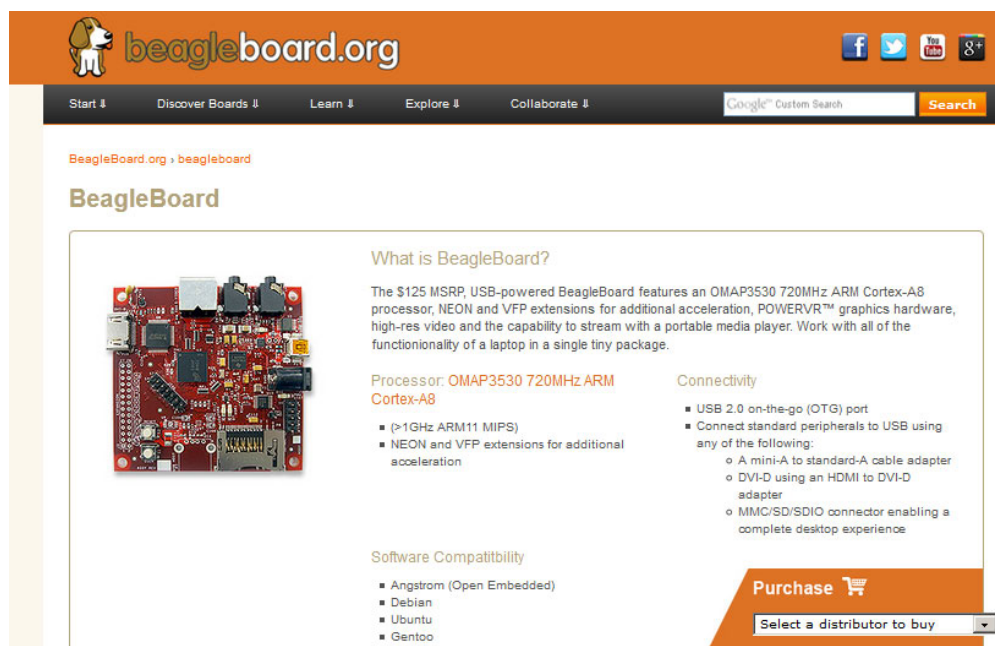 beagleboard.org
f You Tube 8+
Start ⇓ Discover Boards ⇓ Learn ⇓ Explore ⇓ Collaborate ⇓ Google™ Custom Search Search
BeagleBoard.org › beagleboard
BeagleBoard
What is BeagleBoard?
The $125 MSRP, USB-powered BeagleBoard features an OMAP3530 720MHz ARM Cortex-A8
processor, NEON and VFP extensions for additional acceleration, POWERVR™ graphics hardware,
high-res video and the capability to stream with a portable media player. Work with all of the
functionionality of a laptop in a single tiny package.
Processor: OMAP3530 720MHz ARM
Cortex-A8
(>1GHz ARM11 MIPS)
NEON and VFP extensions for additional
acceleration
Connectivity
USB 2.0 on-the-go (OTG) port
Connect standard peripherals to USB using
any of the following:
A mini-A to standard-A cable adapter
DVI-D using an HDMI to DVI-D
adapter
MMC/SD/SDIO connector enabling a
complete desktop experience
Software Compatitbility
Angstrom (Open Embedded)
Debian
Ubuntu
Gentoo
Purchase
Select a distributor to buy